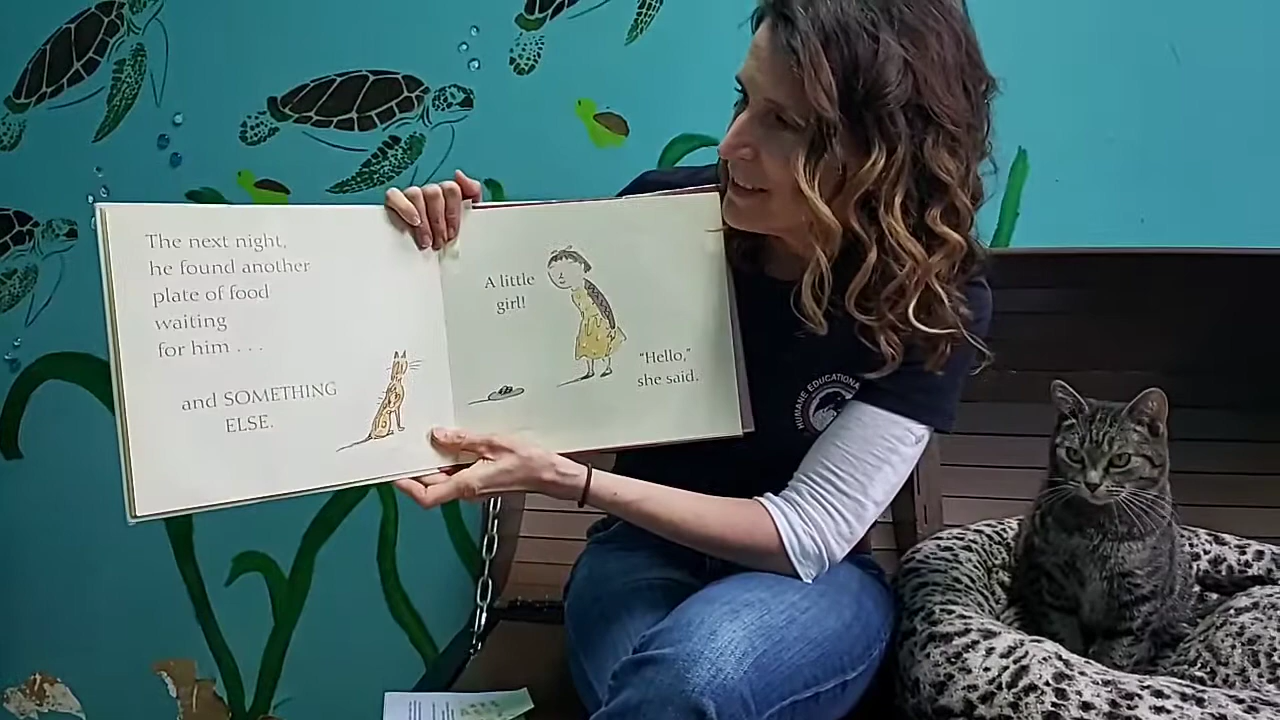 The next night,
he found another
plate of food
waiting
for him . . .
and SOMETHING
ELSE.
A little
girl!
"Hello,"
she said.
HUMANE EDUCATIONA